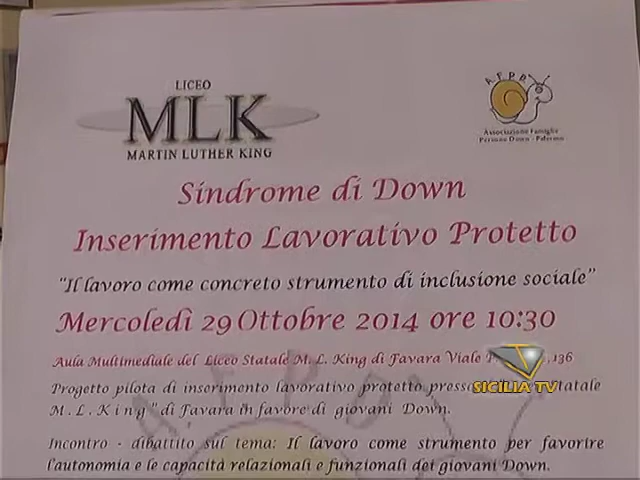 LICEO
MLK
MARTIN LUTHER KING
A.F.P.D.
Associazione Famiglie
Persone Down - Palermo
Sindrome di Down
Inserimento Lavorativo Protetto
"Il lavoro come concreto strumento di inclusione sociale"
Mercoledì 29 Ottobre 2014 ore 10:30
Aula Multimediale del Liceo Statale M. L. King di Favara Viale , 136
Progetto pilota di inserimento lavorativo protetto presso statale
M. L. King" di Favara in favore di giovani Down.
Incontro - dibattito sul tema: Il lavoro come strumento per favorire
l'autonomia e le capacità relazionali e funzionali dei giovani Down.
SICILIA TV
A.F.P.D.